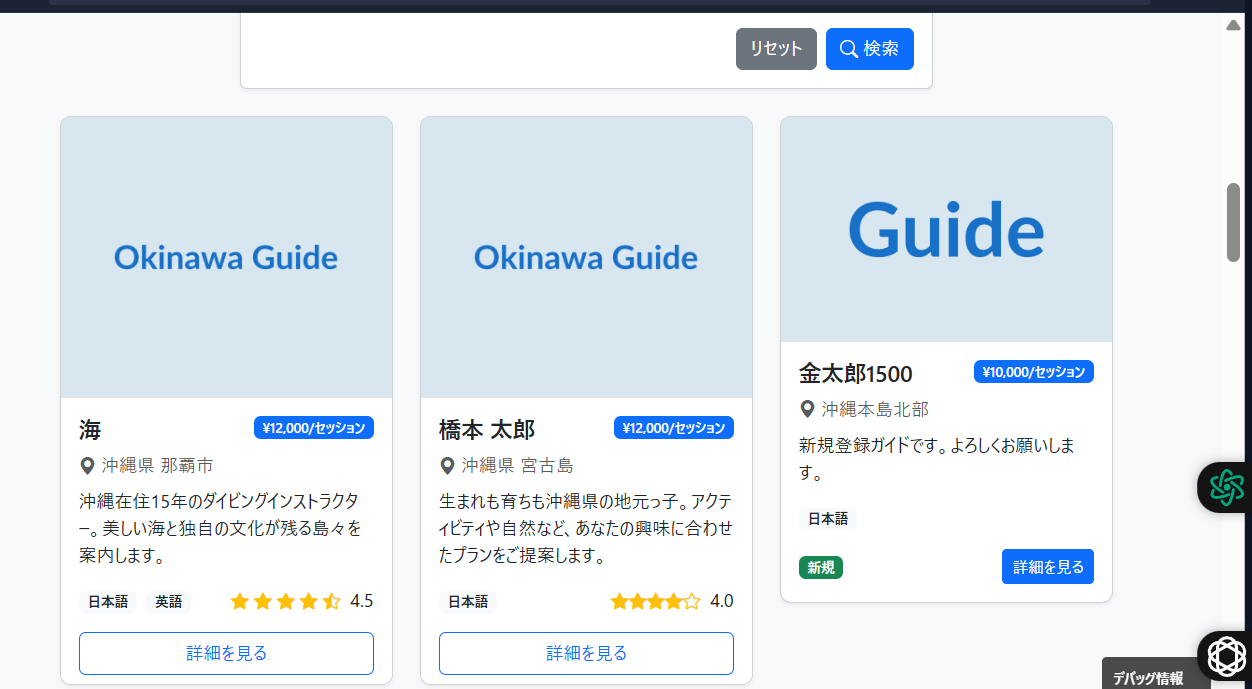 リセット
検索
Okinawa Guide
海
¥12,000/セッション
沖縄県 那覇市
沖縄在住15年のダイビングインストラクタ
ー。美しい海と独自の文化が残る島々を
案内します。
日本語
英語
4.5
詳細を見る
Okinawa Guide
橋本 太郎
¥12,000/セッション
沖縄県 宮古島
生まれも育ちも沖縄県の地元っ子。アクテ
ィビティや自然など、あなたの興味に合わせ
たプランをご提案します。
日本語
4.0
詳細を見る
Guide
金太郎1500
¥10,000/セッション
沖縄本島北部
新規登録ガイドです。よろしくお願いしま
す。
日本語
新規
詳細を見る
デバッグ情報